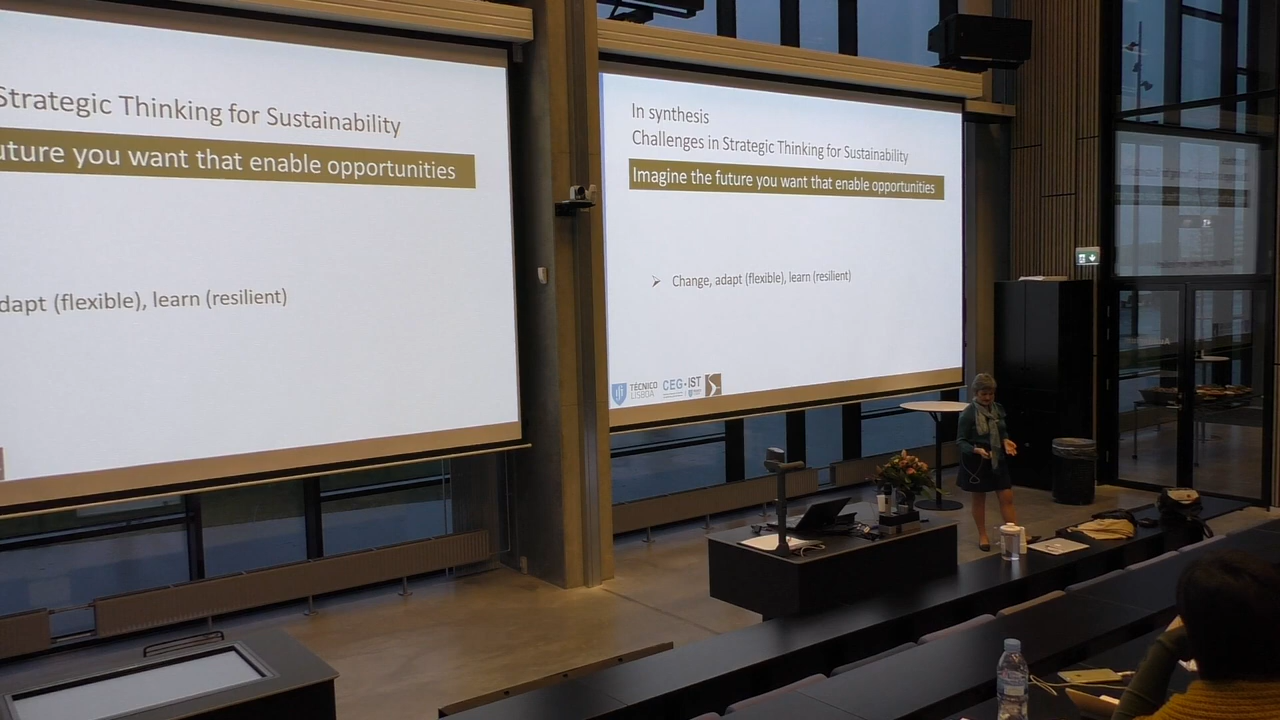 Strategic Thinking for Sustainability
uture you want that enable opportunities
dapt (flexible), learn (resilient)
In synthesis
Challenges in Strategic Thinking for Sustainability
Imagine the future you want that enable opportunities
Change, adapt (flexible), learn (resilient)
TÉCNICO
LISBOA
CEG-IST